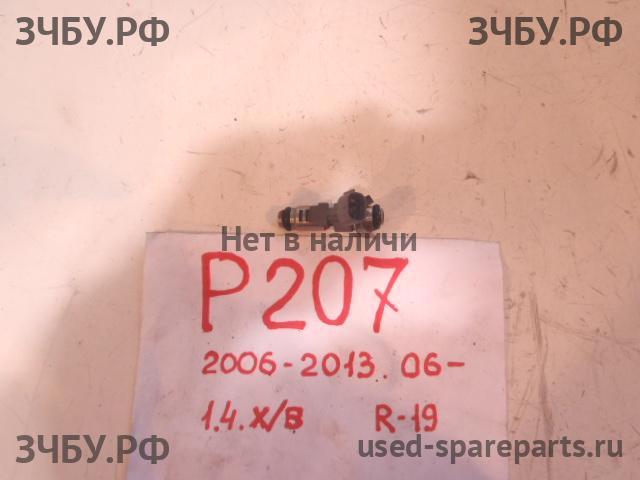 ЗЧБУ.РФ ЗЧБУ.РФ
Нет в наличи
P207
2006-2013. 06-
1.4. X/B R-19
ЗЧБУ.РФ used-spareparts.ru